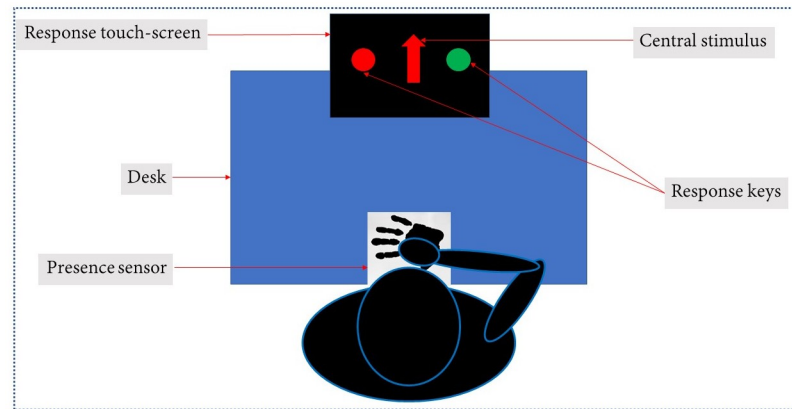 Response touch-screen
Central stimulus
Desk
Response keys
Presence sensor